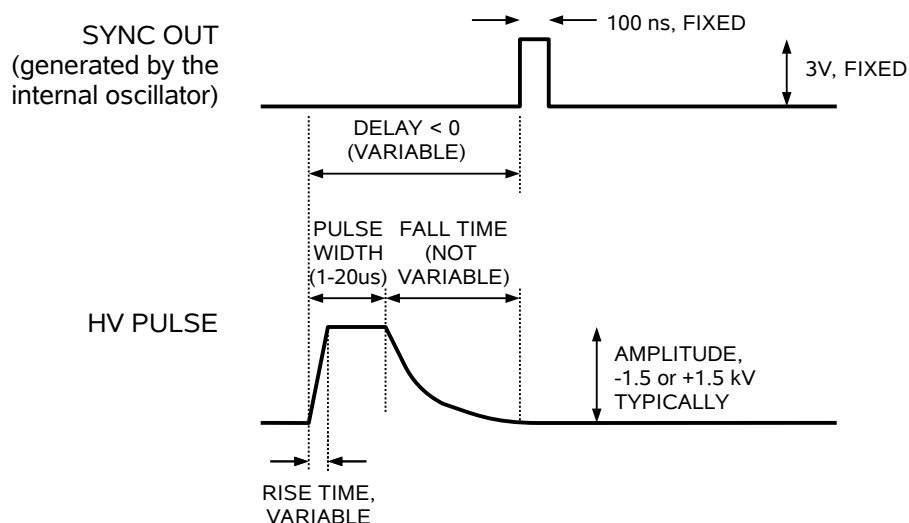 100 ns, FIXED
SYNC OUT
(generated by the
internal oscillator)
3V, FIXED
DELAY < 0
(VARIABLE)
PULSE
WIDTH
(1-20us)
FALL TIME
(NOT
VARIABLE)
HV PULSE
AMPLITUDE,
-1.5 or +1.5 kV
TYPICALLY
RISE TIME,
VARIABLE